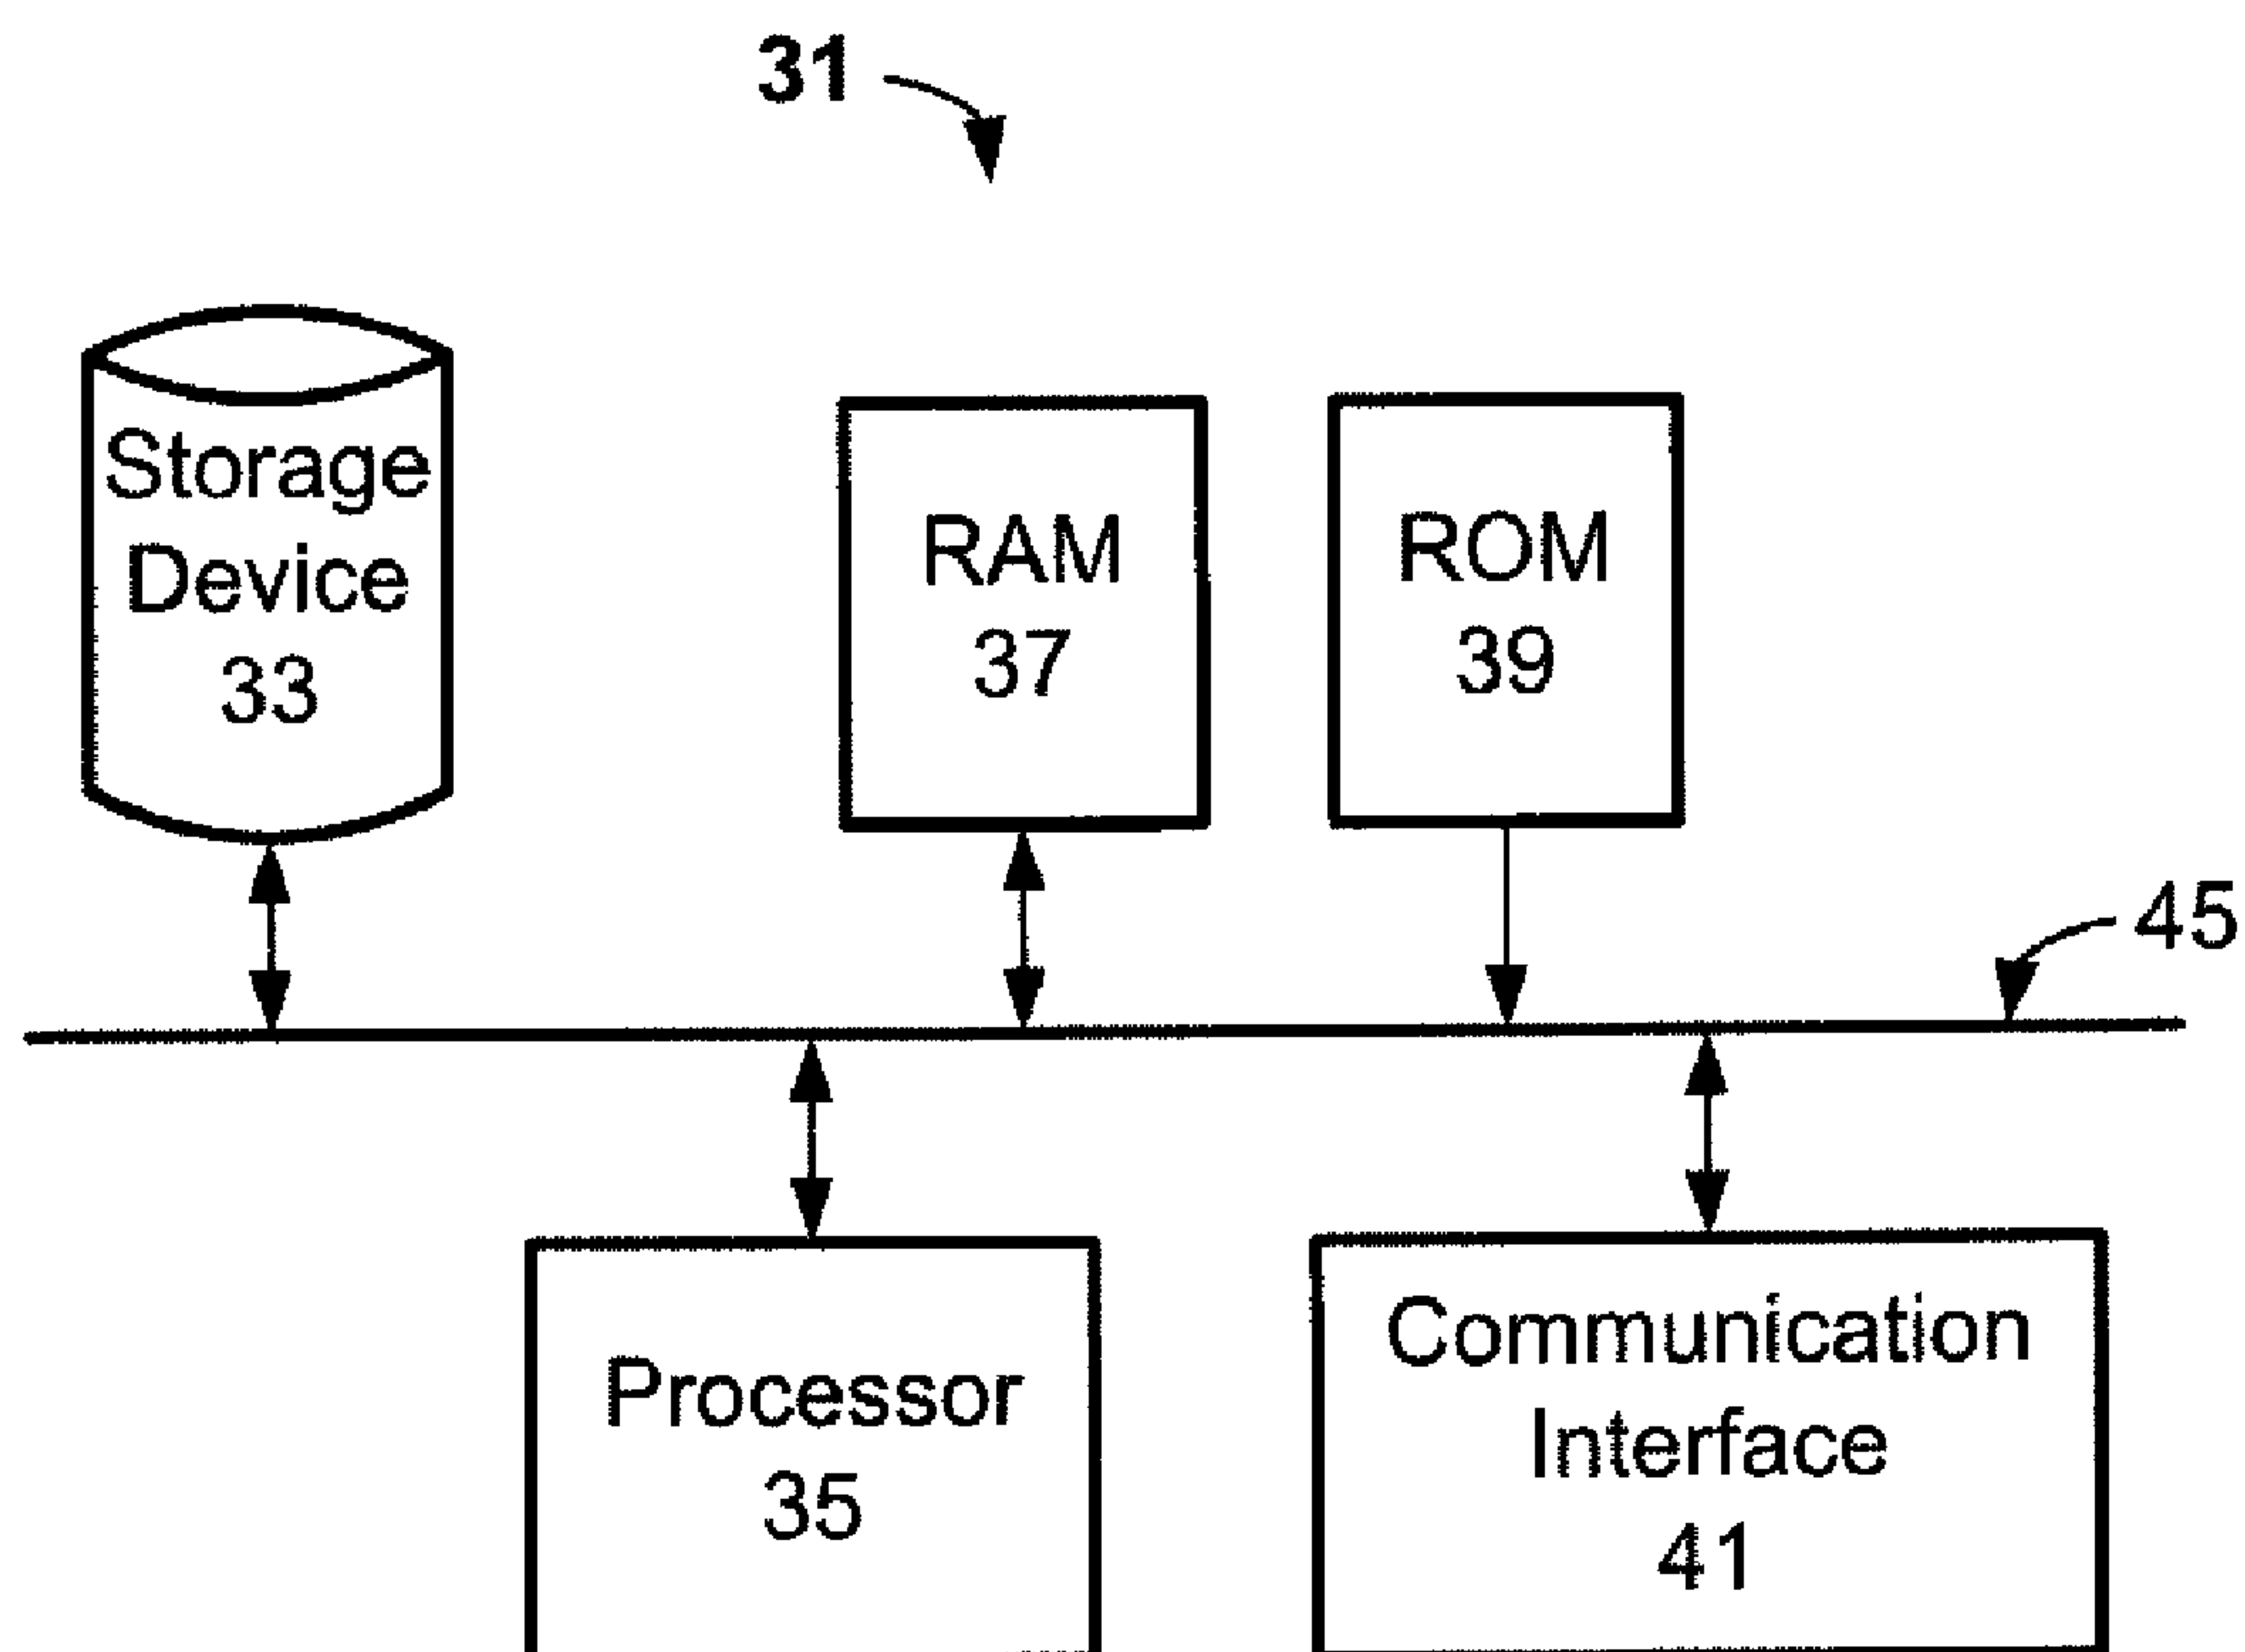 31
Storage
Device
33
RAM
37
ROM
39
45
Processor
35
Communication
Interface
41